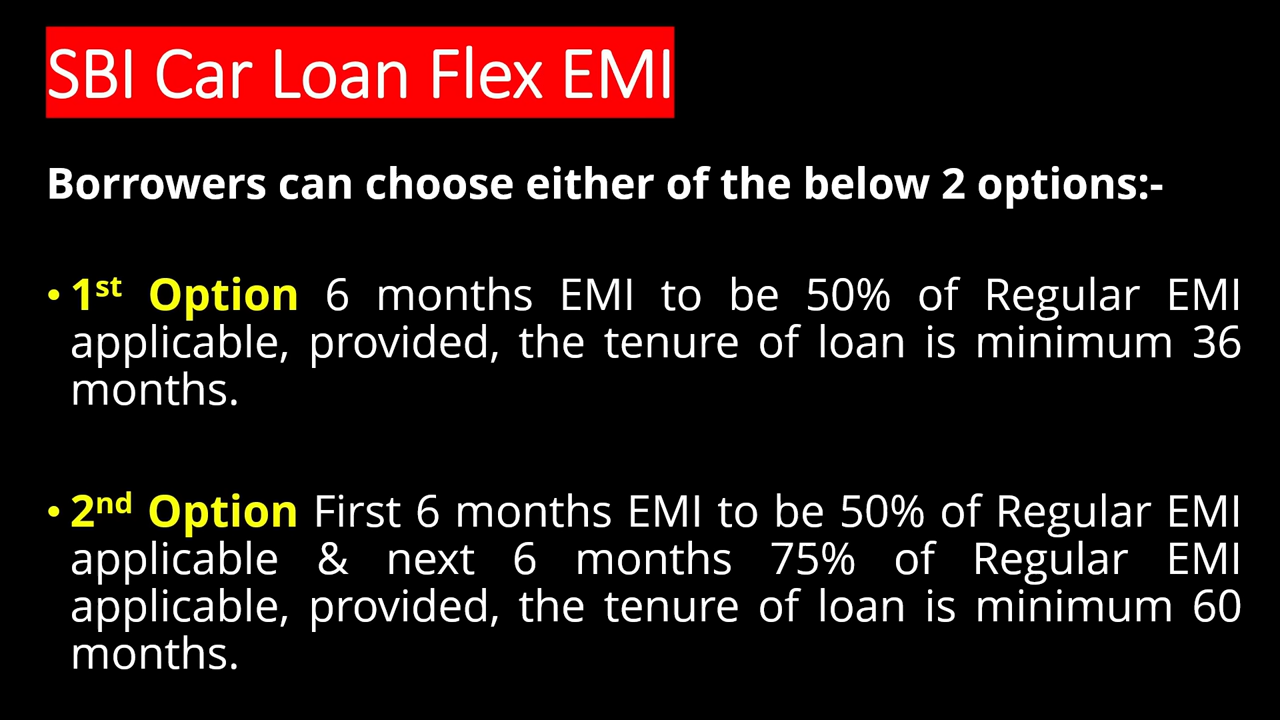 SBI Car Loan Flex EMI
Borrowers can choose either of the below 2 options:-
• 1st Option 6 months EMI to be 50% of Regular EMI
applicable, provided, the tenure of loan is minimum 36
months.
• 2nd Option First 6 months EMI to be 50% of Regular EMI
applicable & next 6 months 75% of Regular EMI
applicable, provided, the tenure of loan is minimum 60
months.